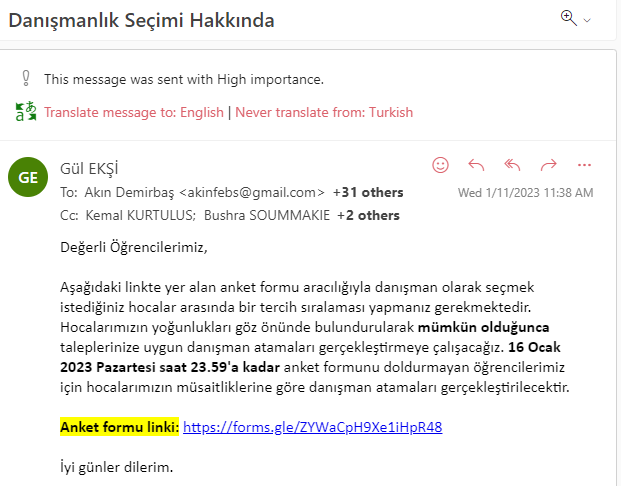 Danışmanlık Seçimi Hakkında
This message was sent with High importance.
Translate message to: English | Never translate from: Turkish
GE
Gül EKŞİ
To: Akın Demirbaş <akinfebs@gmail.com> +31 others
Wed 1/11/2023 11:38 AM
Cc: Kemal KURTULUS; Bushra SOUMMAKIE +2 others
Değerli Öğrencilerimiz,
Aşağıdaki linkte yer alan anket formu aracılığıyla danışman olarak seçmek
istediğiniz hocalar arasında bir tercih sıralaması yapmanız gerekmektedir.
Hocalarımızın yoğunlukları göz önünde bulundurularak mümkün olduğunca
taleplerinize uygun danışman atamaları gerçekleştirmeye çalışacağız. 16 Ocak
2023 Pazartesi saat 23.59'a kadar anket formunu doldurmayan öğrencilerimiz
için hocalarımızın müsaitliklerine göre danışman atamaları gerçekleştirilecektir.
Anket formu linki: https://forms.gle/ZYWaCpH9Xe1iHpR48
İyi günler dilerim.